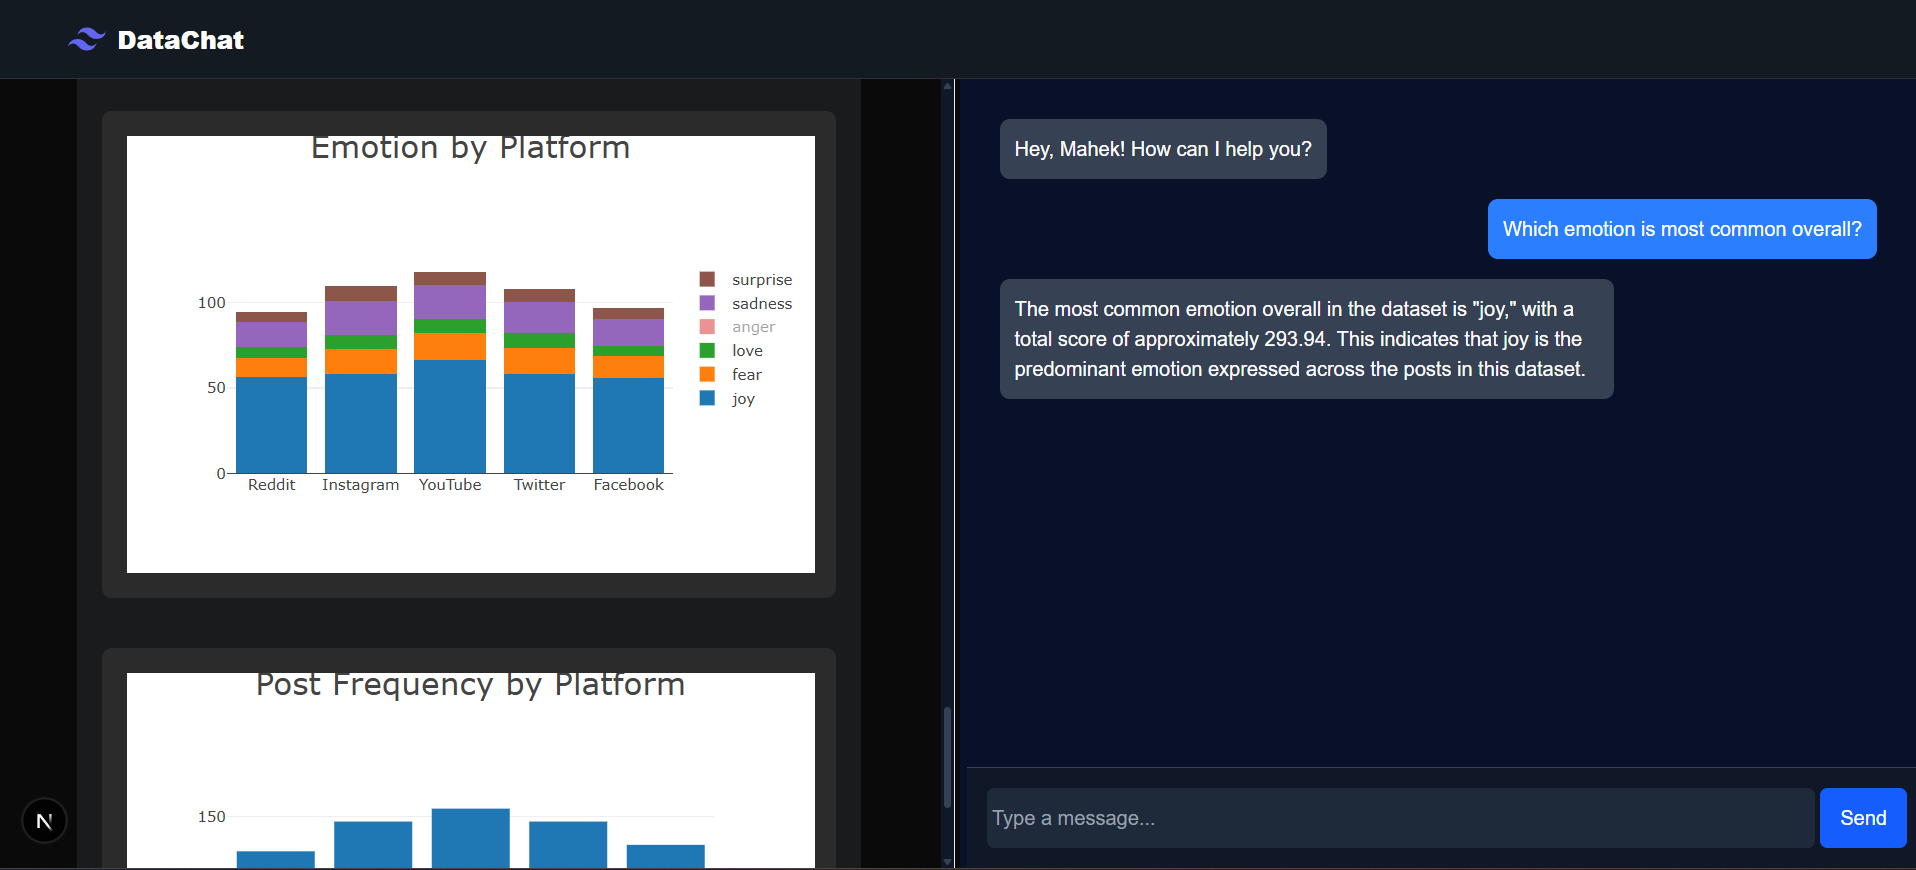 DataChat
Emotion by Platform
100
50
0
Reddit
Instagram
YouTube
Twitter
Facebook
surprise
sadness
anger
love
fear
joy
Post Frequency by Platform
150
N
Hey, Mahek! How can I help you?
Which emotion is most common overall?
The most common emotion overall in the dataset is "joy," with a
total score of approximately 293.94. This indicates that joy is the
predominant emotion expressed across the posts in this dataset.
Type a message...
Send